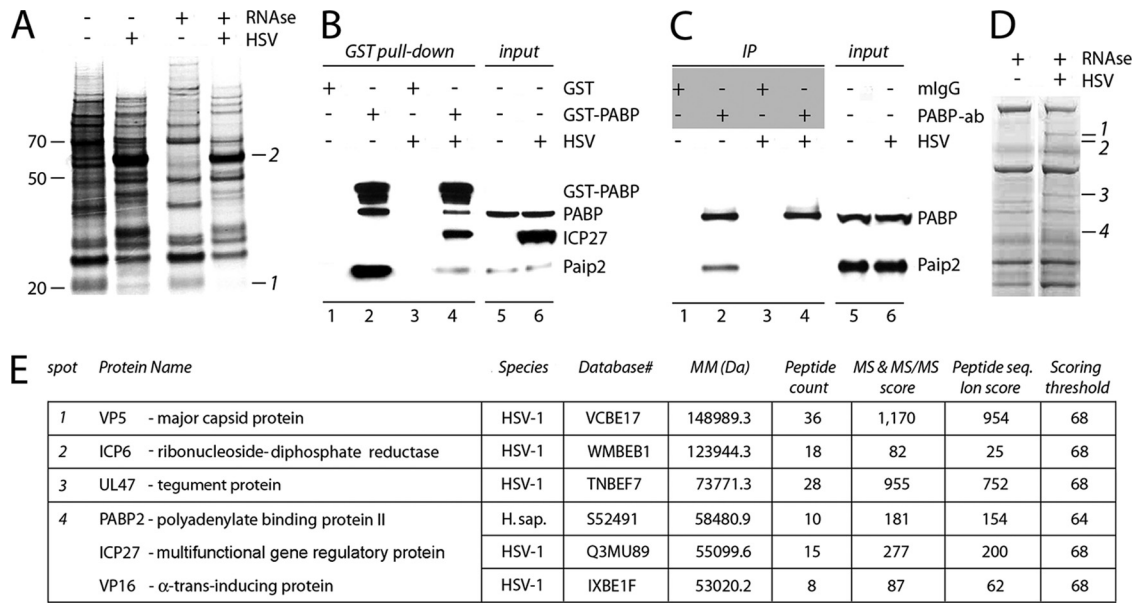 A
- - + + RNAse
- + - + HSV
70
50
20
2
1
B
GST pull-down input
+ - + - - - GST
- + - + - - GST-PABP
- - + + - + HSV
GST-PABP
PABP
ICP27
Paip2
1 2 3 4 5 6
C
IP input
+ - + - - - mIgG
- + - + - - PABP-ab
- - + + - + HSV
PABP
Paip2
1 2 3 4 5 6
D
+ + RNAse
- + HSV
1
2
3
4
E
spot Protein Name Species Database# MM (Da) Peptide count MS & MS/MS score Peptide seq. Ion score Scoring threshold
1 VP5 - major capsid protein HSV-1 VCBE17 148989.3 36 1,170 954 68
2 ICP6 - ribonucleoside-diphosphate reductase HSV-1 WMBEB1 123944.3 18 82 25 68
3 UL47 - tegument protein HSV-1 TNBEF7 73771.3 28 955 752 68
4 PABP2 - polyadenylate binding protein II H. sap. S52491 58480.9 10 181 154 64
ICP27 - multifunctional gene regulatory protein HSV-1 Q3MU89 55099.6 15 277 200 68
VP16 - α-trans-inducing protein HSV-1 IXBE1F 53020.2 8 87 62 68